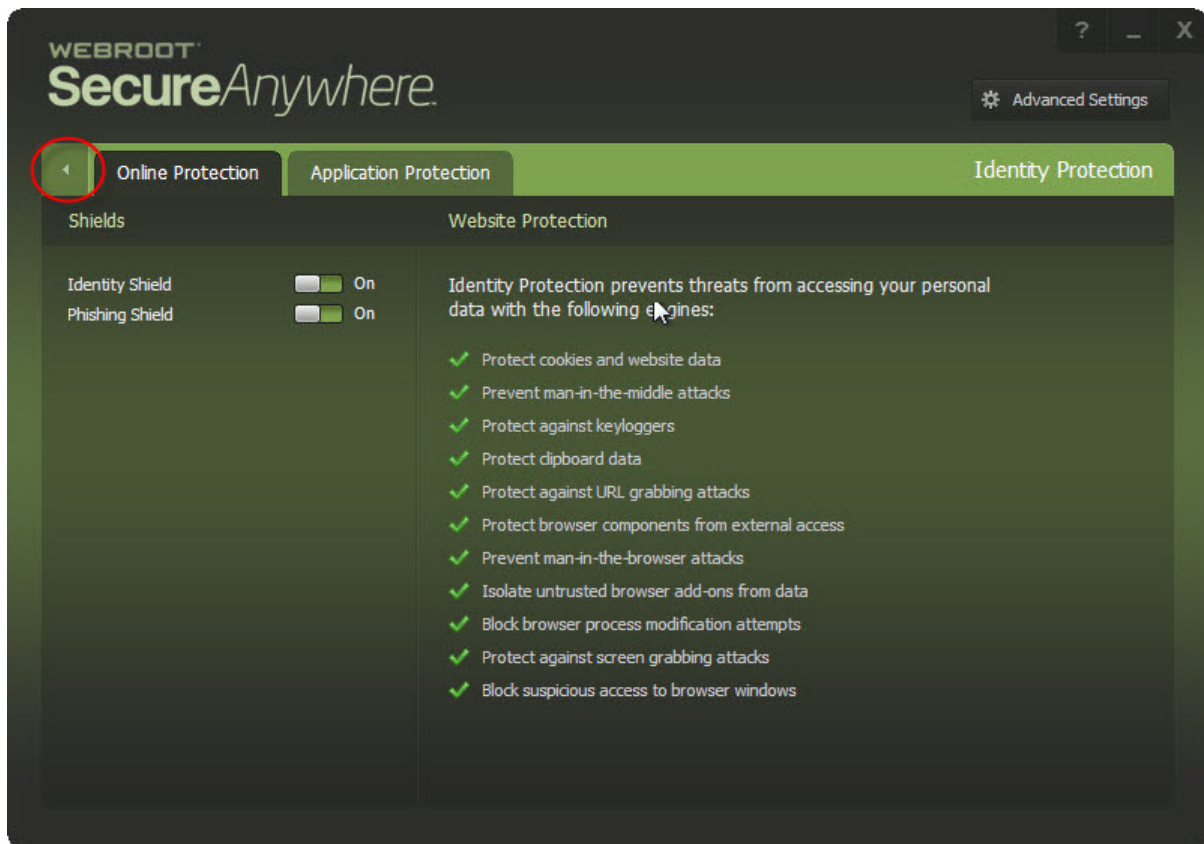 ? _ X
WEBROOT
SecureAnywhere.
Advanced Settings
Online Protection Application Protection Identity Protection
Shields Website Protection
Identity Shield On
Phishing Shield On
Identity Protection prevents threats from accessing your personal
data with the following engines:
Protect cookies and website data
Prevent man-in-the-middle attacks
Protect against keyloggers
Protect clipboard data
Protect against URL grabbing attacks
Protect browser components from external access
Prevent man-in-the-browser attacks
Isolate untrusted browser add-ons from data
Block browser process modification attempts
Protect against screen grabbing attacks
Block suspicious access to browser windows